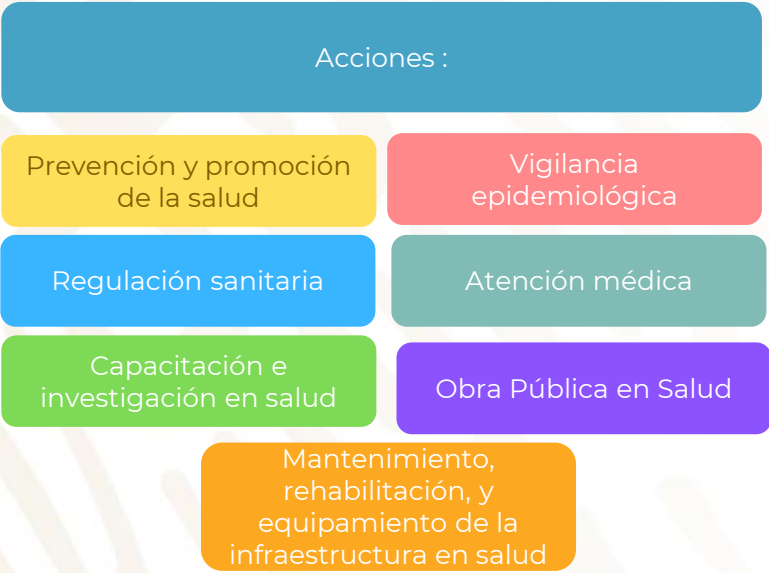 Acciones :
Prevención y promoción
de la salud
Vigilancia
epidemiológica
Regulación sanitaria
Atención médica
Capacitación e
investigación en salud
Obra Pública en Salud
Mantenimiento,
rehabilitación, y
equipamiento de la
infraestructura en salud